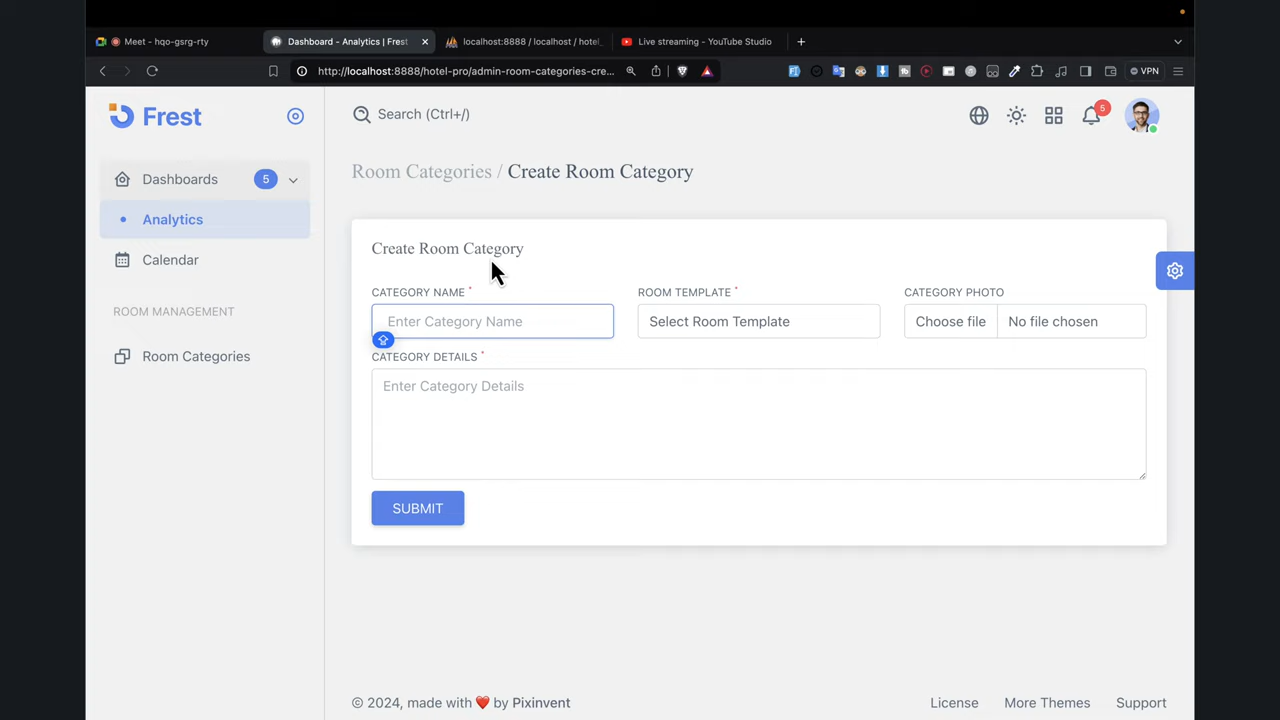 Meet - hqo-gsrg-rty
Dashboard - Analytics | Frest
localhost:8888 / localhost / hotel_
Live streaming - YouTube Studio
http://localhost:8888/hotel-pro/admin-room-categories-cre...
VPN
Frest
Search (Ctrl+/)
5
Dashboards
5
Analytics
Calendar
ROOM MANAGEMENT
Room Categories
Room Categories / Create Room Category
Create Room Category
CATEGORY NAME *
ROOM TEMPLATE *
CATEGORY PHOTO
Enter Category Name
Select Room Template
Choose file
No file chosen
CATEGORY DETAILS *
Enter Category Details
SUBMIT
© 2024, made with ❤️ by Pixinvent
License
More Themes
Support